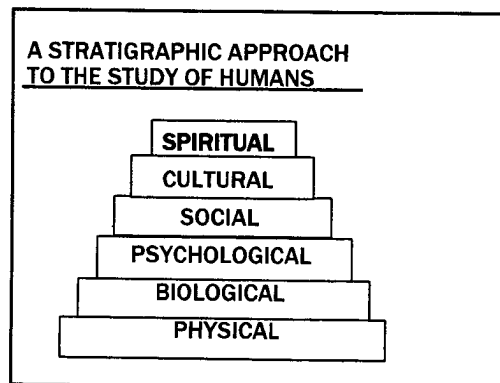 A STRATIGRAPHIC APPROACH
TO THE STUDY OF HUMANS
SPIRITUAL
CULTURAL
SOCIAL
PSYCHOLOGICAL
BIOLOGICAL
PHYSICAL